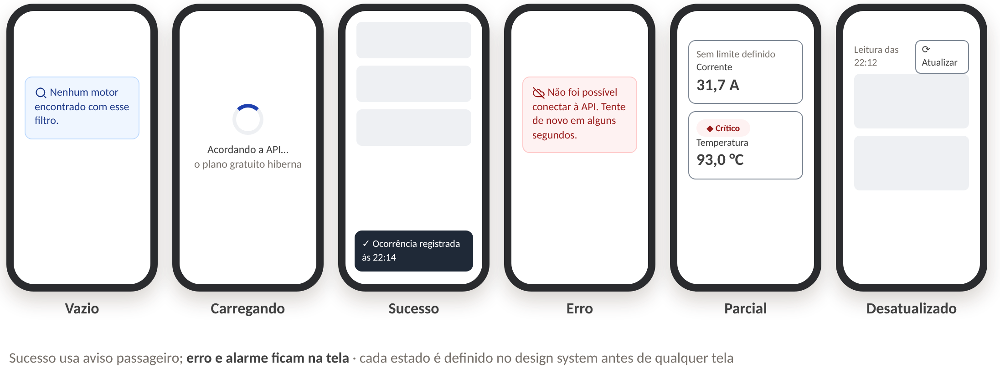 Nenhum motor
encontrado com esse
filtro.
Vazio
Acordando a API...
o plano gratuito hiberna
Carregando
✓ Ocorrência registrada
às 22:14
Sucesso
Não foi possível
conectar à API. Tente
de novo em alguns
segundos.
Erro
Sem limite definido
Corrente
31,7 A
◆ Crítico
Temperatura
93,0 °C
Parcial
Leitura das
22:12
⟳
Atualizar
Desatualizado
Sucesso usa aviso passageiro; erro e alarme ficam na tela · cada estado é definido no design system antes de qualquer tela